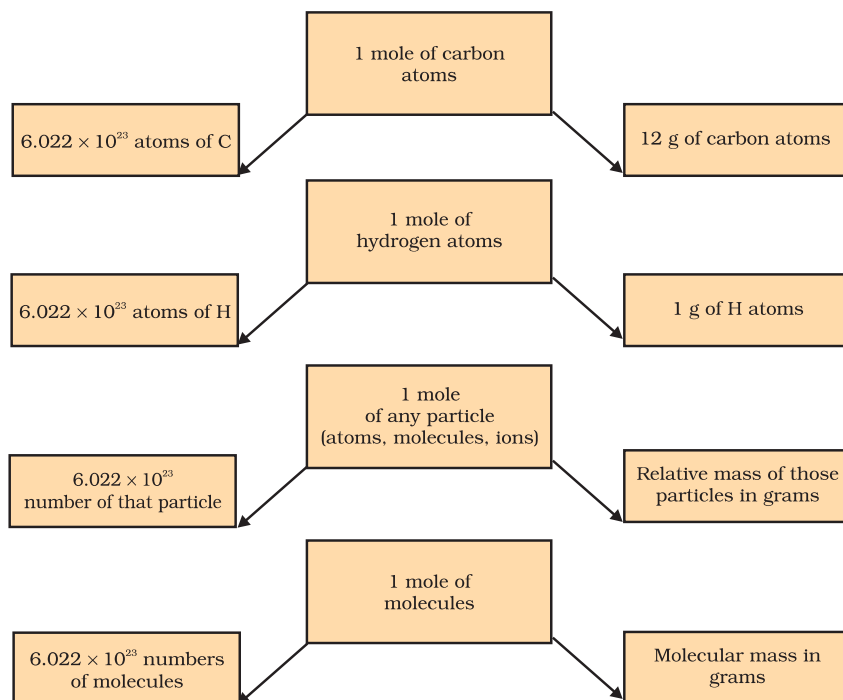 1 mole of carbon
atoms
6.022 × 10²³ atoms of C
12 g of carbon atoms
1 mole of
hydrogen atoms
6.022 × 10²³ atoms of H
1 g of H atoms
1 mole
of any particle
(atoms, molecules, ions)
6.022 × 10²³
number of that particle
Relative mass of those
particles in grams
1 mole of
molecules
6.022 × 10²³ numbers
of molecules
Molecular mass in
grams